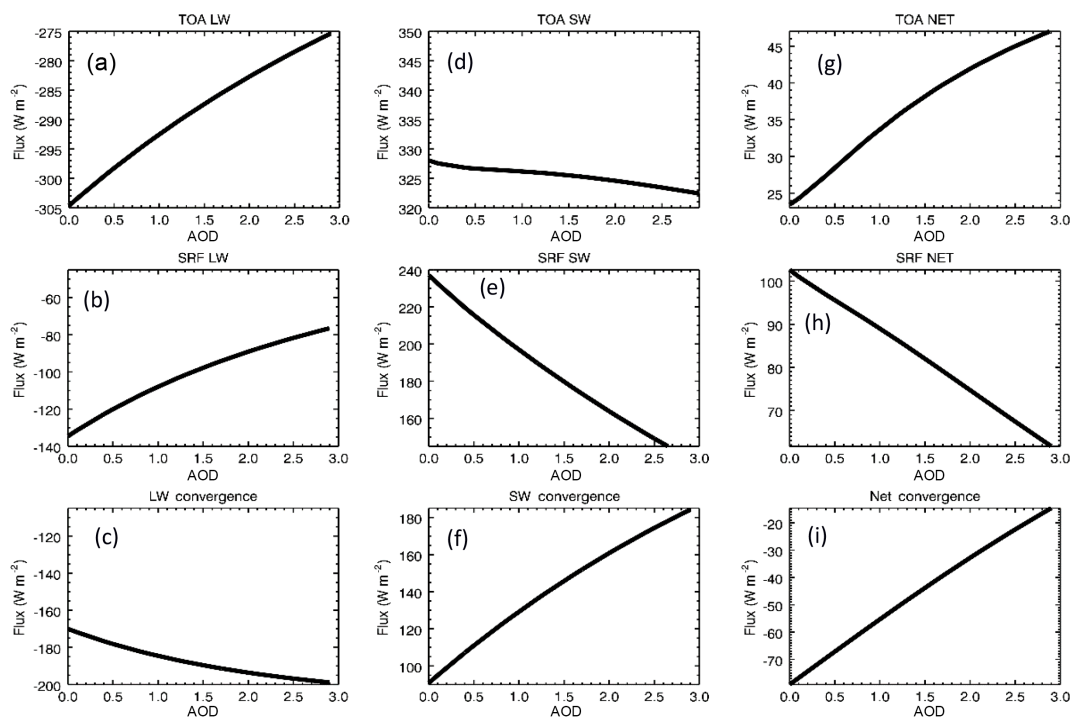 TOA LW
-275
-280
-285
-290
-295
-300
-305
Flux (W m⁻²)
(a)
0.0 0.5 1.0 1.5 2.0 2.5 3.0
AOD
TOA SW
350
345
340
335
330
325
320
Flux (W m⁻²)
(d)
0.0 0.5 1.0 1.5 2.0 2.5
AOD
TOA NET
45
40
35
30
25
Flux (W m⁻²)
(g)
0.0 0.5 1.0 1.5 2.0 2.5 3.0
AOD
SRF LW
-60
-80
-100
-120
-140
Flux (W m⁻²)
(b)
0.0 0.5 1.0 1.5 2.0 2.5 3.0
AOD
SRF SW
240
220
200
180
160
Flux (W m⁻²)
(e)
0.0 0.5 1.0 1.5 2.0 2.5 3.0
AOD
SRF NET
100
90
80
70
Flux (W m⁻²)
(h)
0.0 0.5 1.0 1.5 2.0 2.5 3.0
AOD
LW convergence
-120
-140
-160
-180
-200
Flux (W m⁻²)
(c)
0.0 0.5 1.0 1.5 2.0 2.5 3.0
AOD
SW convergence
180
160
140
120
100
Flux (W m⁻²)
(f)
0.0 0.5 1.0 1.5 2.0 2.5 3.0
AOD
Net convergence
-20
-30
-40
-50
-60
-70
Flux (W m⁻²)
(i)
0.0 0.5 1.0 1.5 2.0 2.5 3.0
AOD